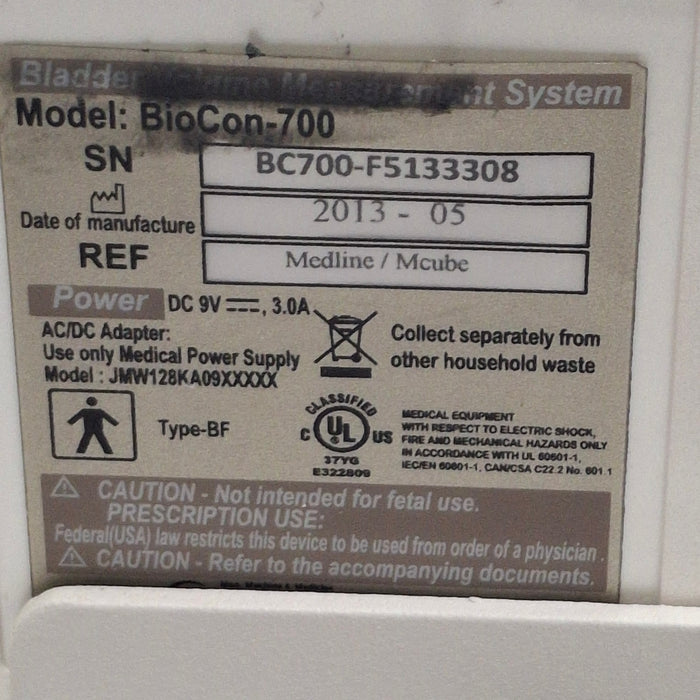 Bladder Volume Measurement System
Model: BioCon-700
SN BC700-F5133308
Date of manufacture 2013 - 05
REF Medline / Mcube
Power DC 9V, 3.0A
AC/DC Adapter:
Use only Medical Power Supply
Model : JMW128KA09XXXXX
Collect separately from
other household waste
Type-BF
CLASSIFIED
C UL US
37YG
E322809
MEDICAL EQUIPMENT
WITH RESPECT TO ELECTRIC SHOCK,
FIRE AND MECHANICAL HAZARDS ONLY
IN ACCORDANCE WITH UL 60601-1,
IEC/EN 60601-1, CAN/CSA C22.2 No. 601.1
CAUTION - Not intended for fetal use.
PRESCRIPTION USE:
Federal(USA) law restricts this device to be used from order of a physician.
CAUTION - Refer to the accompanying documents.